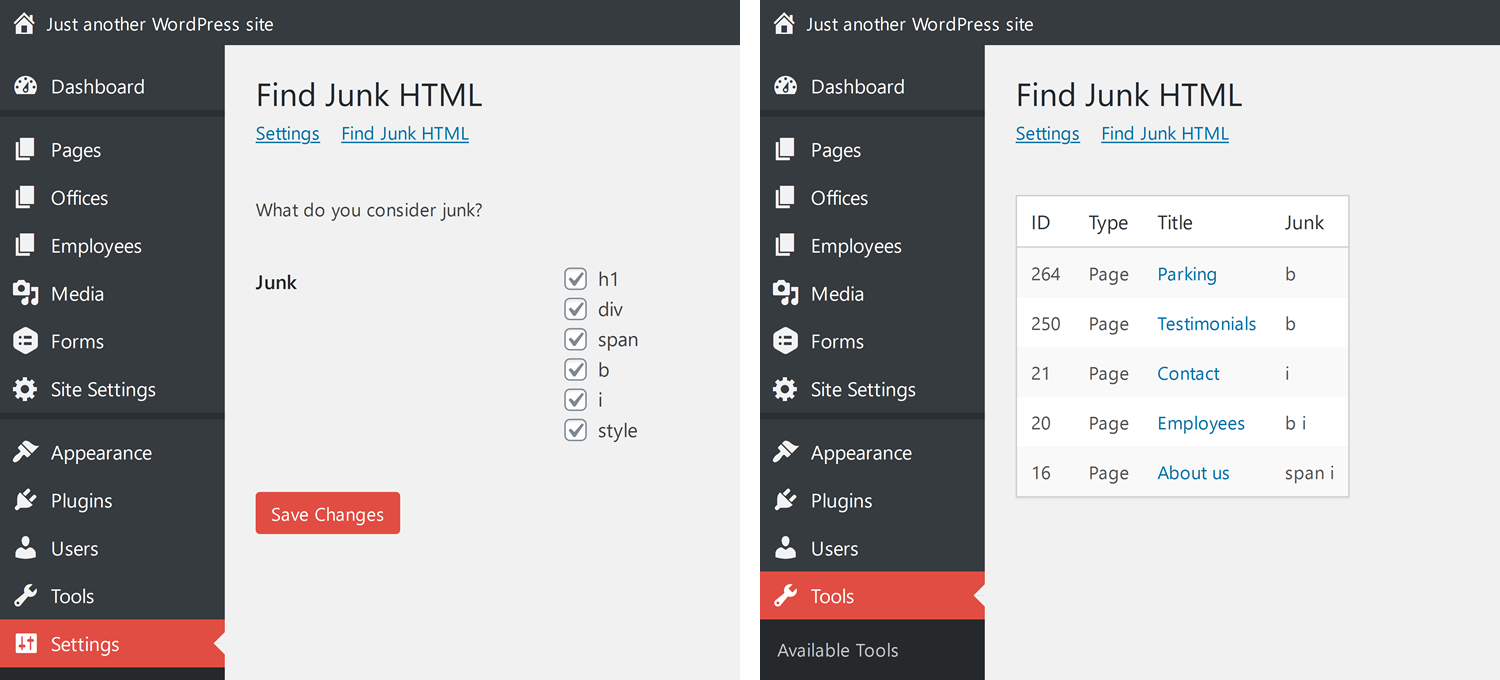 Just another WordPress site
Dashboard
Pages
Offices
Employees
Media
Forms
Site Settings
Appearance
Plugins
Users
Tools
Settings
Find Junk HTML
Settings Find Junk HTML
What do you consider junk?
Junk
h1
div
span
b
i
style
Save Changes
Just another WordPress site
Dashboard
Pages
Offices
Employees
Media
Forms
Site Settings
Appearance
Plugins
Users
Tools
Available Tools
Find Junk HTML
Settings Find Junk HTML
ID Type Title Junk
264 Page Parking b
250 Page Testimonials b
21 Page Contact i
20 Page Employees b i
16 Page About us span i